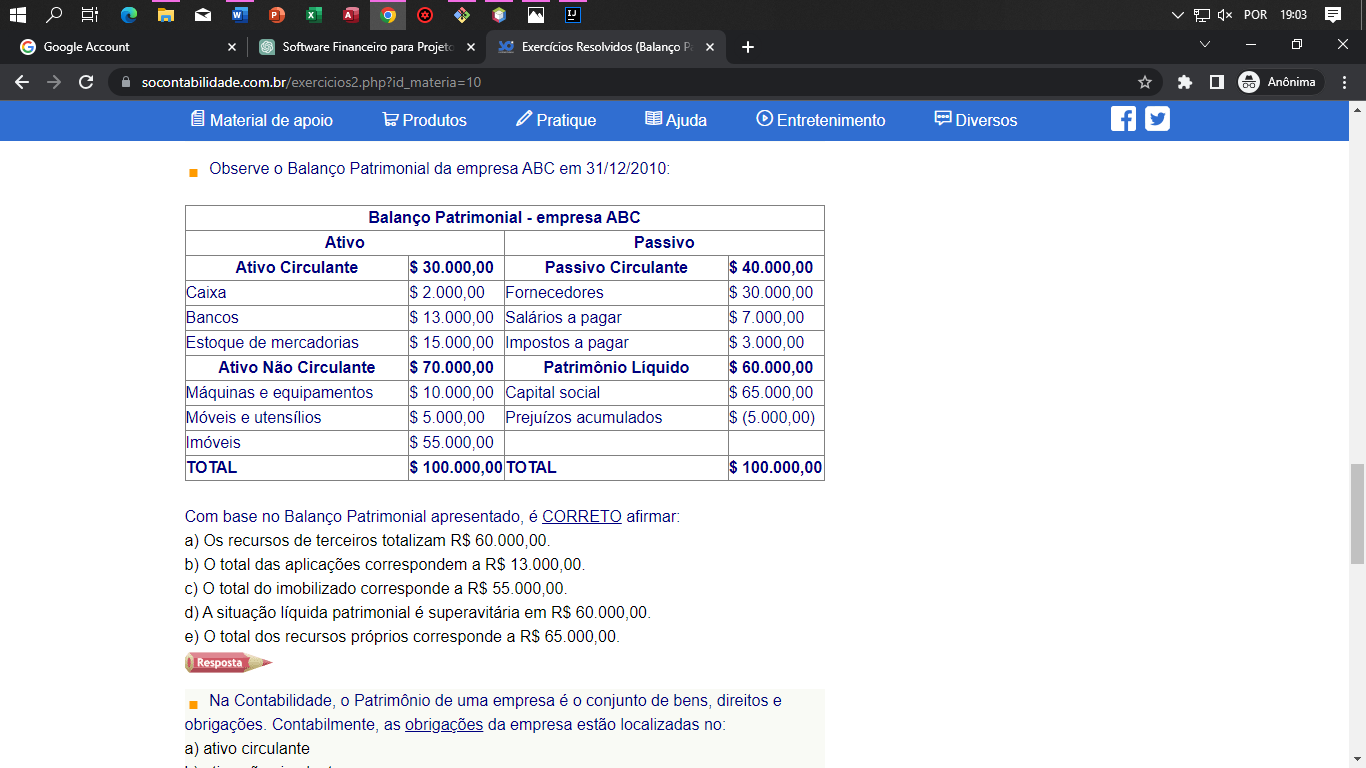 POR 19:03
Google Account
Software Financeiro para Projeto
Exercícios Resolvidos (Balanço Pa
socontabilidade.com.br/exercicios2.php?id_materia=10
Anônima
Material de apoio Produtos Pratique Ajuda Entretenimento Diversos
Observe o Balanço Patrimonial da empresa ABC em 31/12/2010:
Balanço Patrimonial - empresa ABC
Ativo Passivo
Ativo Circulante $ 30.000,00 Passivo Circulante $ 40.000,00
Caixa $ 2.000,00 Fornecedores $ 30.000,00
Bancos $ 13.000,00 Salários a pagar $ 7.000,00
Estoque de mercadorias $ 15.000,00 Impostos a pagar $ 3.000,00
Ativo Não Circulante $ 70.000,00 Patrimônio Líquido $ 60.000,00
Máquinas e equipamentos $ 10.000,00 Capital social $ 65.000,00
Móveis e utensílios $ 5.000,00 Prejuízos acumulados $ (5.000,00)
Imóveis $ 55.000,00
TOTAL $ 100.000,00 TOTAL $ 100.000,00
Com base no Balanço Patrimonial apresentado, é CORRETO afirmar:
a) Os recursos de terceiros totalizam R$ 60.000,00.
b) O total das aplicações correspondem a R$ 13.000,00.
c) O total do imobilizado corresponde a R$ 55.000,00.
d) A situação líquida patrimonial é superavitária em R$ 60.000,00.
e) O total dos recursos próprios corresponde a R$ 65.000,00.
Resposta
Na Contabilidade, o Patrimônio de uma empresa é o conjunto de bens, direitos e
obrigações. Contabilmente, as obrigações da empresa estão localizadas no:
a) ativo circulante